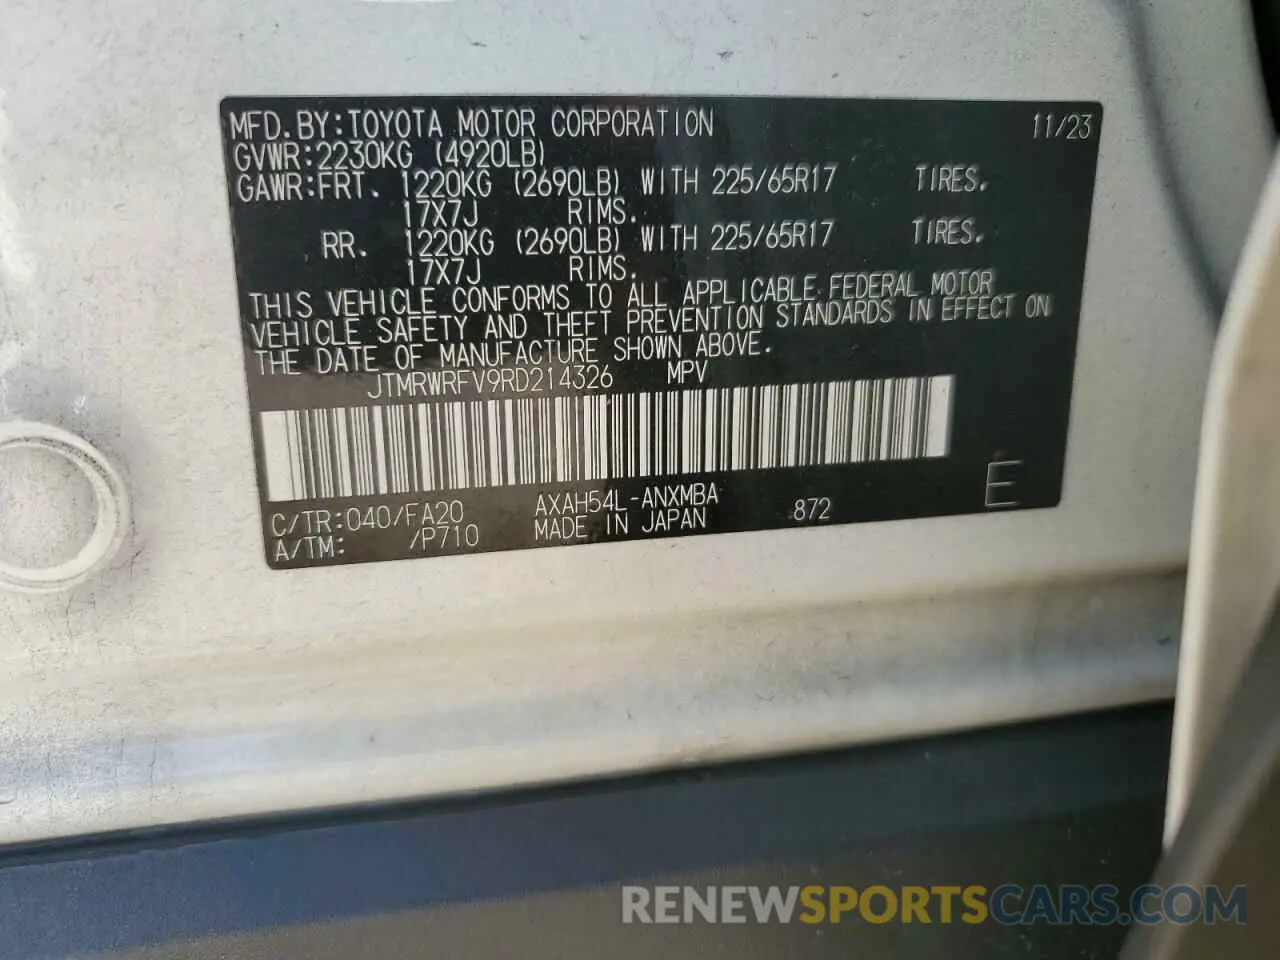 MFD.BY:TOYOTA MOTOR CORPORATION 11/23
GVWR:2230KG (4920LB)
GAWR:FRT. 1220KG (2690LB) WITH 225/65R17 TIRES.
17X7J RIMS.
RR. 1220KG (2690LB) WITH 225/65R17 TIRES.
17X7J RIMS.
THIS VEHICLE CONFORMS TO ALL APPLICABLE FEDERAL MOTOR
VEHICLE SAFETY AND THEFT PREVENTION STANDARDS IN EFFECT ON
THE DATE OF MANUFACTURE SHOWN ABOVE.
JTMRWRFV9RD214326 MPV
C/TR:040/FA20 AXAH54L-ANXMBA 872 E
A/TM: /P710 MADE IN JAPAN
RENEWSPORTSCARS.COM